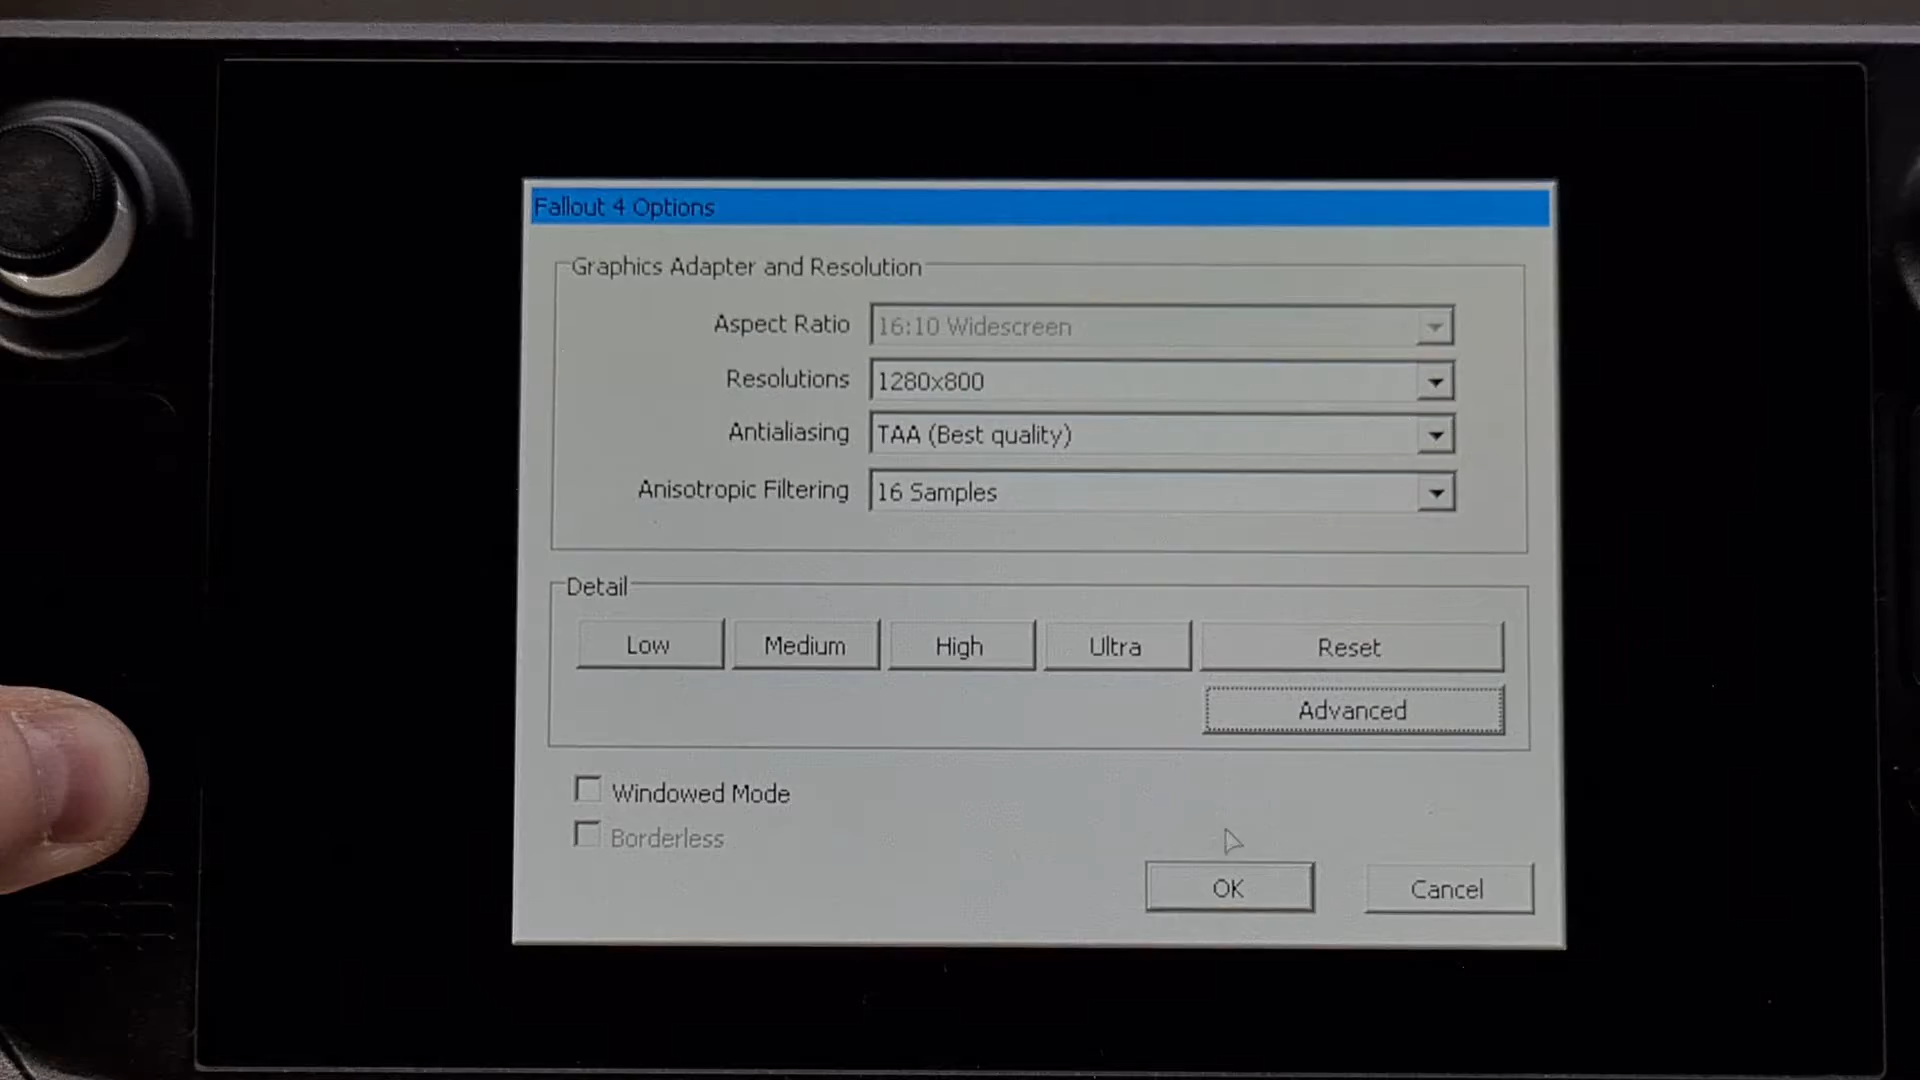 Fallout 4 Options
Graphics Adapter and Resolution
Aspect Ratio 16:10 Widescreen
Resolutions 1280x800
Antialiasing TAA (Best quality)
Anisotropic Filtering 16 Samples
Detail
Low Medium High Ultra Reset
Advanced
Windowed Mode
Borderless
OK Cancel